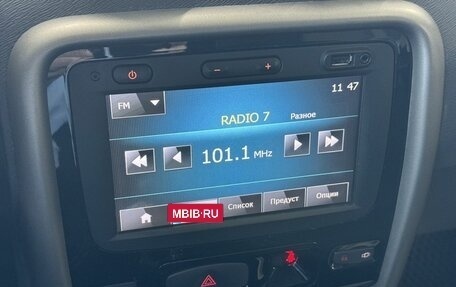 11 47
FM
RADIO 7 Разное
101.1 MHz
MBIB.RU
Список Предуст Опции